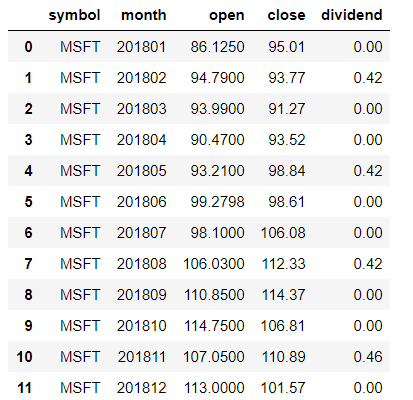 symbol month open close dividend
0 MSFT 201801 86.1250 95.01 0.00
1 MSFT 201802 94.7900 93.77 0.42
2 MSFT 201803 93.9900 91.27 0.00
3 MSFT 201804 90.4700 93.52 0.00
4 MSFT 201805 93.2100 98.84 0.42
5 MSFT 201806 99.2798 98.61 0.00
6 MSFT 201807 98.1000 106.08 0.00
7 MSFT 201808 106.0300 112.33 0.42
8 MSFT 201809 110.8500 114.37 0.00
9 MSFT 201810 114.7500 106.81 0.00
10 MSFT 201811 107.0500 110.89 0.46
11 MSFT 201812 113.0000 101.57 0.00